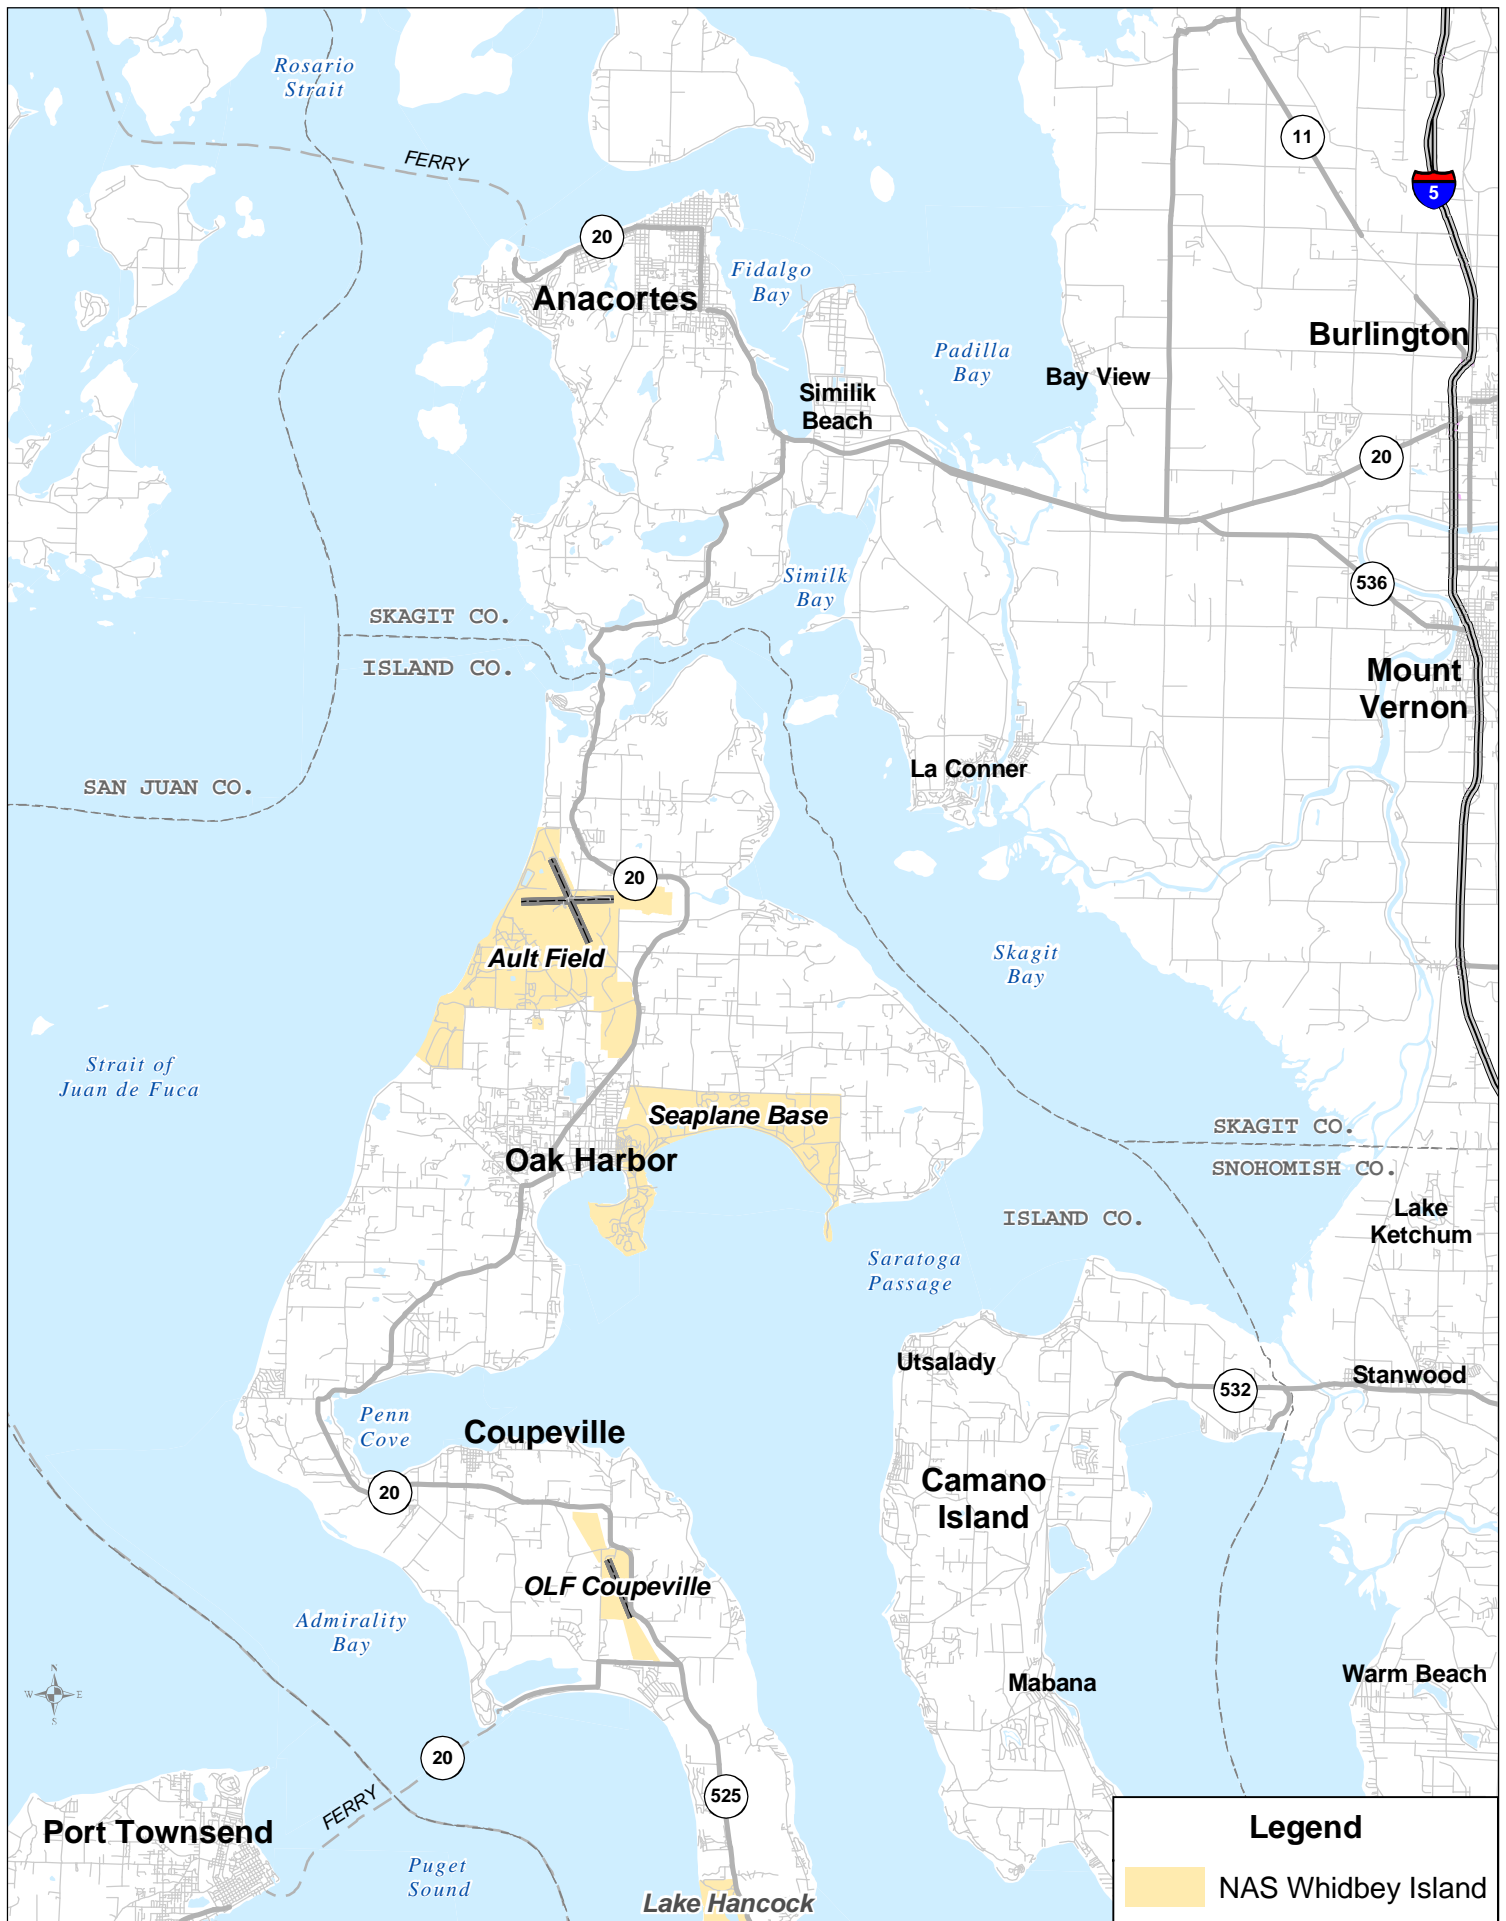 Rosario
Strait
FERRY
11
5
20
Fidalgo
Bay
Anacortes
Burlington
Padilla
Bay
Bay View
Similik
Beach
20
Similk
Bay
536
SKAGIT CO.
ISLAND CO.
Mount
Vernon
La Conner
SAN JUAN CO.
20
Ault Field
Skagit
Bay
Strait of
Juan de Fuca
Seaplane Base
SKAGIT CO.
SNOHOMISH CO.
Oak Harbor
ISLAND CO.
Lake
Ketchum
Saratoga
Passage
Utsalady
532
Stanwood
Penn
Cove
Coupeville
20
Camano
Island
OLF Coupeville
Admirality
Bay
N
W
E
S
Mabana
Warm Beach
20
525
FERRY
Port Townsend
Puget
Sound
Lake Hancock
Legend
NAS Whidbey Island